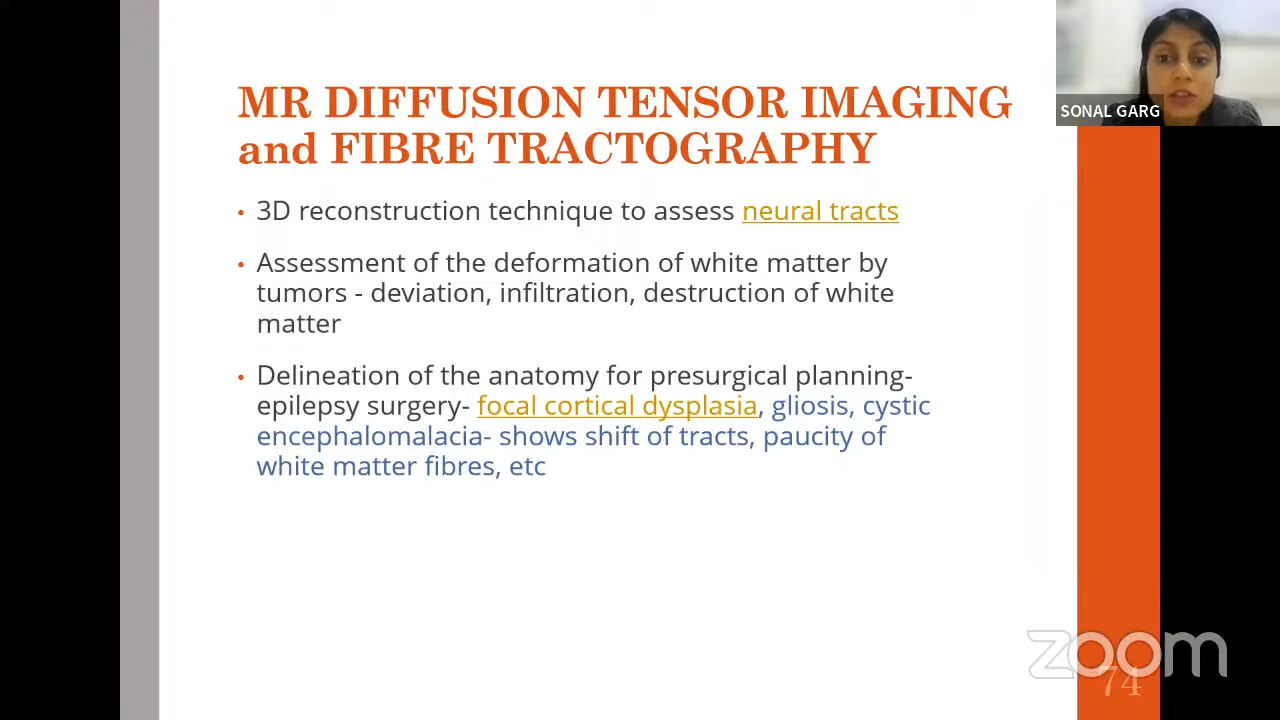 MR DIFFUSION TENSOR IMAGING
and FIBRE TRACTOGRAPHY
• 3D reconstruction technique to assess neural tracts
• Assessment of the deformation of white matter by
tumors - deviation, infiltration, destruction of white
matter
• Delineation of the anatomy for presurgical planning-
epilepsy surgery- focal cortical dysplasia, gliosis, cystic
encephalomalacia- shows shift of tracts, paucity of
white matter fibres, etc
SONAL GARG
zoom
74